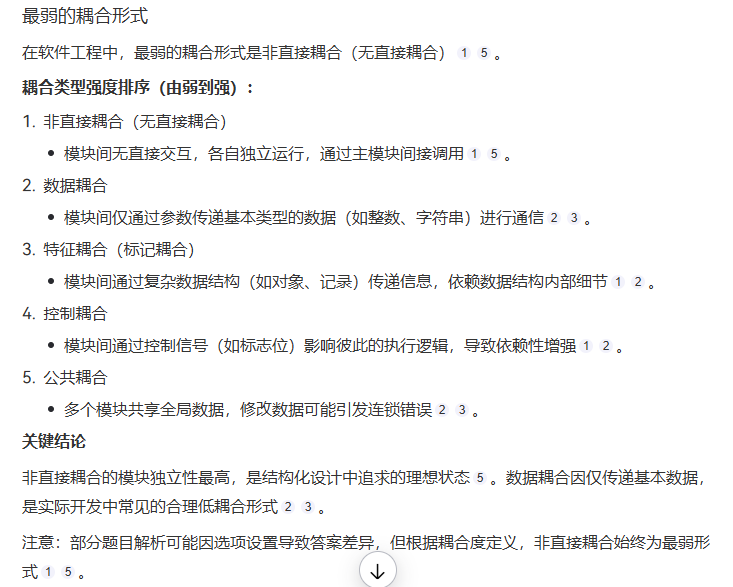 最弱的耦合形式
在软件工程中，最弱的耦合形式是非直接耦合（无直接耦合） 1 5 。
耦合类型强度排序（由弱到强）：
1. 非直接耦合（无直接耦合）
• 模块间无直接交互，各自独立运行，通过主模块间接调用 1 5 。
2. 数据耦合
• 模块间仅通过参数传递基本类型的数据（如整数、字符串）进行通信 2 3 。
3. 特征耦合（标记耦合）
• 模块间通过复杂数据结构（如对象、记录）传递信息，依赖数据结构内部细节 1 2 。
4. 控制耦合
• 模块间通过控制信号（如标志位）影响彼此的执行逻辑，导致依赖性增强 1 2 。
5. 公共耦合
• 多个模块共享全局数据，修改数据可能引发连锁错误 2 3 。
关键结论
非直接耦合的模块独立性最高，是结构化设计中追求的理想状态 5 。数据耦合因仅传递基本数据，
是实际开发中常见的合理低耦合形式 2 3 。
注意：部分题目解析可能因选项设置导致答案差异，但根据耦合度定义，非直接耦合始终为最弱形
式 1 5 。